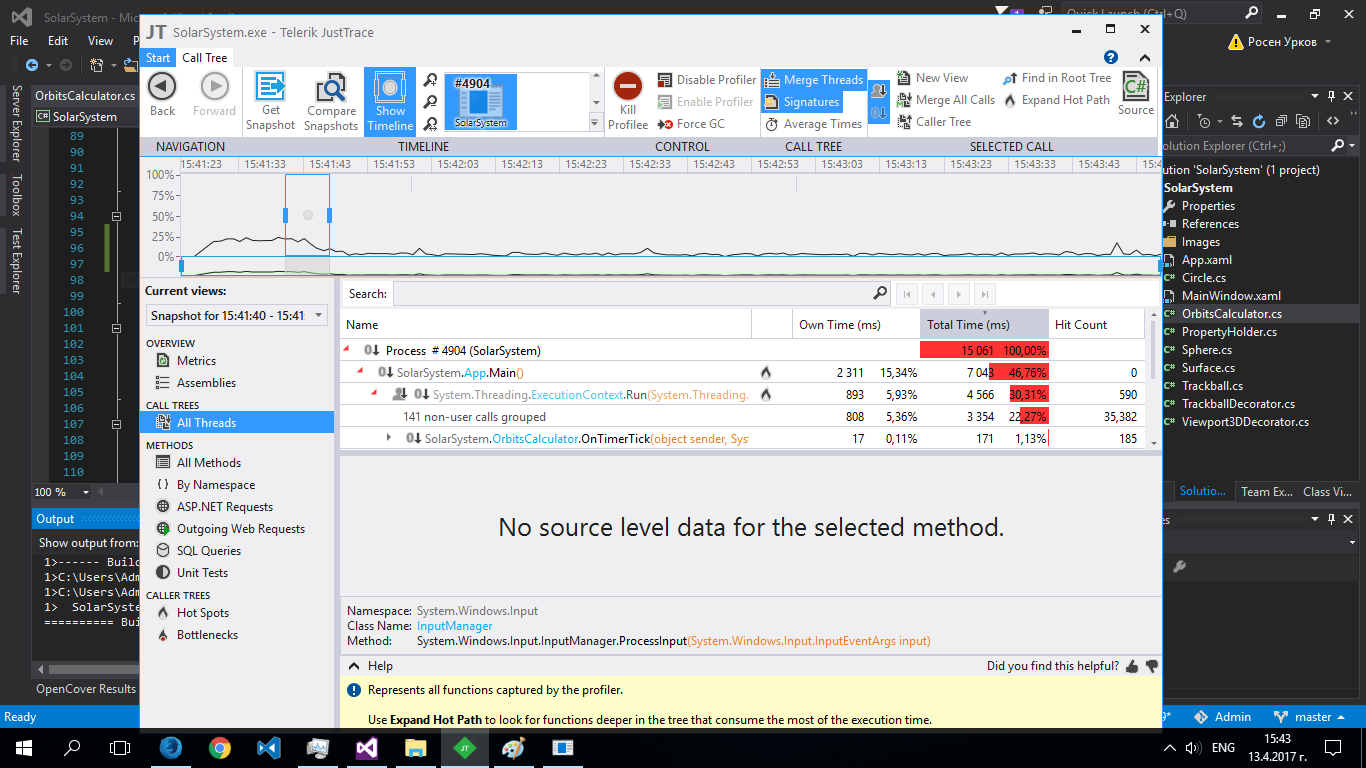 SolarSystem - Mic
1
Quick Launch (Ctrl+Q)
File Edit View
Росен Урков
JT SolarSystem.exe - Telerik JustTrace
Start Call Tree
Back
Forward
Get Snapshot
Compare Snapshots
Show Timeline
#4904
SolarSystem
Kill Profilee
Disable Profiler
Enable Profiler
Force GC
Merge Threads
Signatures
Average Times
New View
Merge All Calls
Caller Tree
Find in Root Tree
Expand Hot Path
C#
Source
NAVIGATION TIMELINE CONTROL CALL TREE SELECTED CALL
15:41:23 15:41:33 15:41:43 15:41:53 15:42:03 15:42:13 15:42:23 15:42:33 15:42:43 15:42:53 15:43:03 15:43:13 15:43:23 15:43:33 15:43:43 15:4
100%
75%
50%
25%
0%
Server Explorer
Toolbox
Test Explorer
OrbitsCalculator.cs
C# SolarSystem
89
90
91
92
93
94
95
96
97
98
99
100
101
102
103
104
105
106
107
108
109
110
100 %
Output
Show output from:
1>------ Build
1>C:\Users\Adm
1>C:\Users\Adm
1>  SolarSyste
========== Bui
OpenCover Results
Ready
Current views:
Snapshot for 15:41:40 - 15:41:
OVERVIEW
Metrics
Assemblies
CALL TREES
All Threads
METHODS
All Methods
By Namespace
ASP.NET Requests
Outgoing Web Requests
SQL Queries
Unit Tests
CALLER TREES
Hot Spots
Bottlenecks
Search:
Name Own Time (ms) Total Time (ms) Hit Count
Process # 4904 (SolarSystem) 15 061 100,00%
SolarSystem.App.Main() 2 311 15,34% 7 043 46,76% 0
System.Threading.ExecutionContext.Run(System.Threading. 893 5,93% 4 566 30,31% 590
141 non-user calls grouped 808 5,36% 3 354 22,27% 35,382
SolarSystem.OrbitsCalculator.OnTimerTick(object sender, Sys 17 0,11% 171 1,13% 185
No source level data for the selected method.
Namespace: System.Windows.Input
Class Name: InputManager
Method: System.Windows.Input.InputManager.ProcessInput(System.Windows.Input.InputEventArgs input)
Help Did you find this helpful?
Represents all functions captured by the profiler.
Use Expand Hot Path to look for functions deeper in the tree that consume the most of the execution time.
Explorer
Solution Explorer (Ctrl+;)
ution 'SolarSystem' (1 project)
SolarSystem
Properties
References
Images
App.xaml
C# Circle.cs
MainWindow.xaml
C# OrbitsCalculator.cs
C# PropertyHolder.cs
C# Sphere.cs
C# Surface.cs
C# Trackball.cs
C# TrackballDecorator.cs
C# Viewport3DDecorator.cs
Solutio... Team Ex... Class Vi...
es
9* Admin master
JT
ENG
15:43
13.4.2017 г.